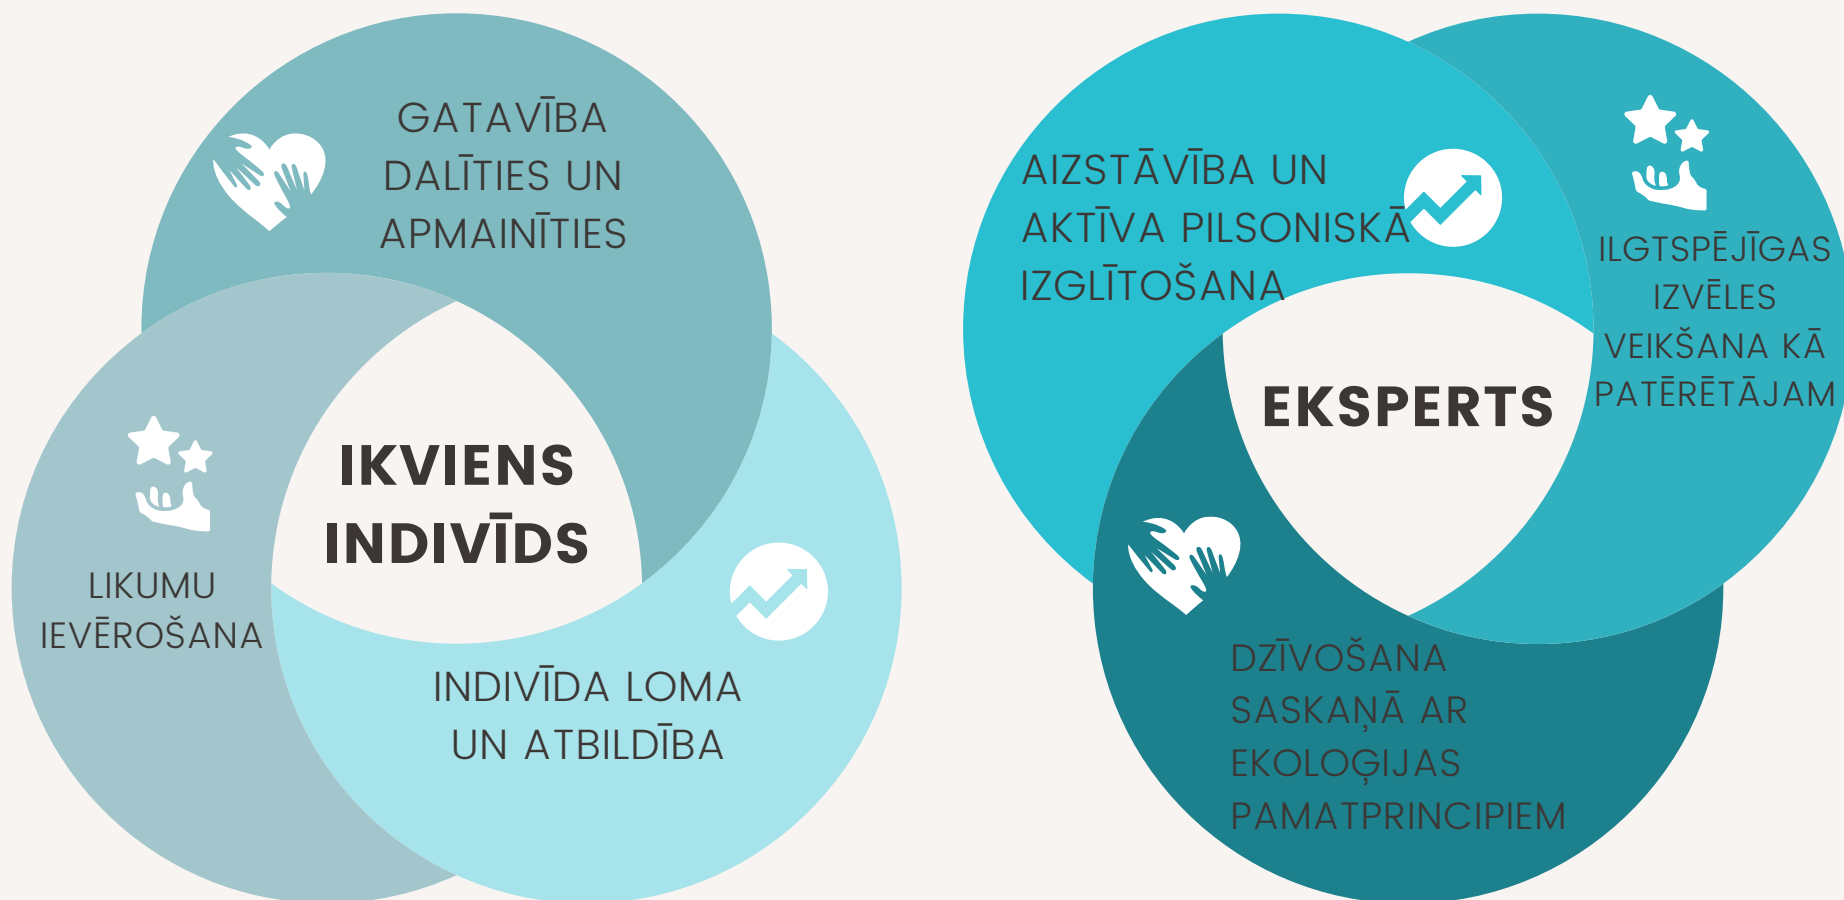 GATAVĪBA
DALĪTIES UN
APMAINĪTIES
LIKUMU
IEVĒROŠANA
IKVIENS
INDIVĪDS
INDIVĪDA LOMA
UN ATBILDĪBA
AIZSTĀVĪBA UN
AKTĪVA PILSONISKĀ
IZGLĪTOŠANA
ILGTSPĒJĪGAS
IZVĒLES
VEIKŠANA KĀ
PATĒRĒTĀJAM
EKSPERTS
DZĪVOŠANA
SASKAŅĀ AR
EKOLOĢIJAS
PAMATPRINCIPIEM